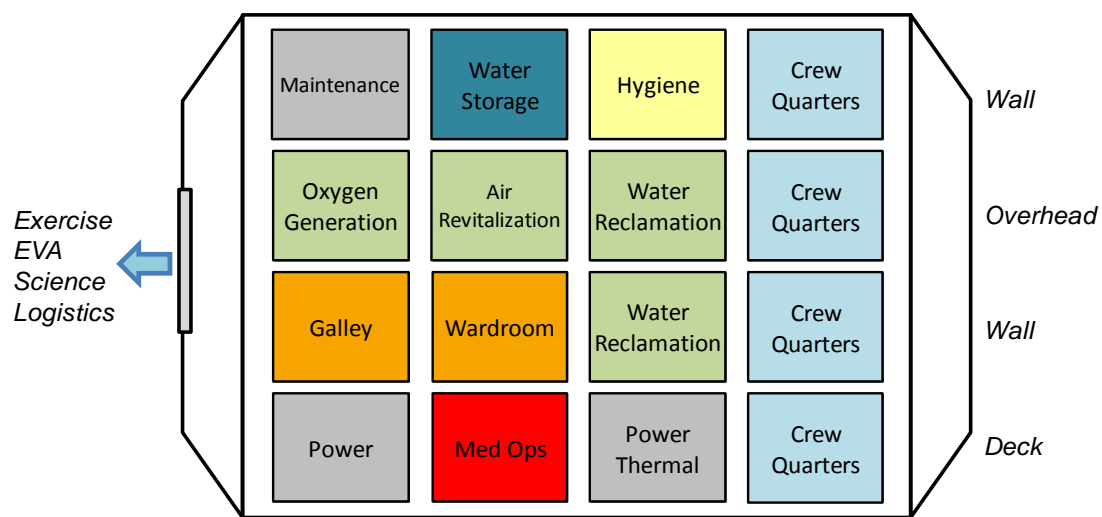 Maintenance
Water
Storage
Hygiene
Crew
Quarters
Wall
Oxygen
Generation
Air
Revitalization
Water
Reclamation
Crew
Quarters
Overhead
Exercise
EVA
Science
Logistics
Galley
Wardroom
Water
Reclamation
Crew
Quarters
Wall
Power
Med Ops
Power
Thermal
Crew
Quarters
Deck